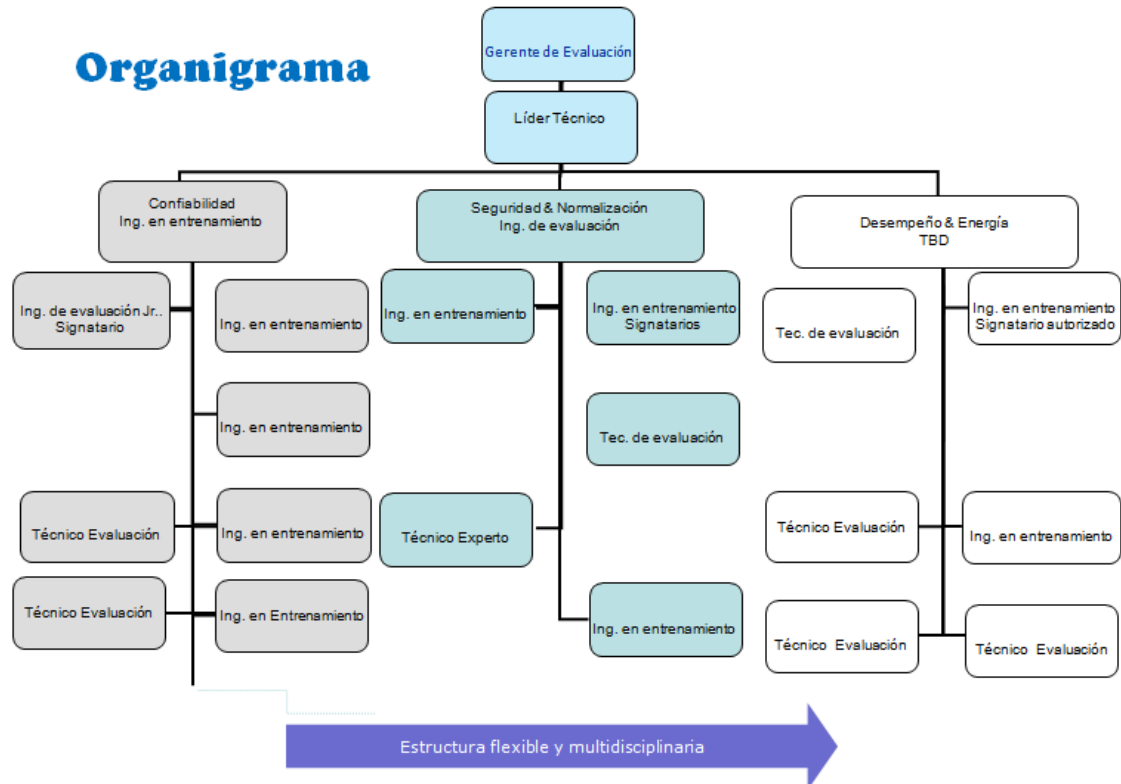 Organigrama
Gerente de Evaluación
Líder Técnico
Confiabilidad
Ing. en entrenamiento
Seguridad & Normalización
Ing. de evaluación
Desempeño & Energía
TBD
Ing. de evaluación Jr..
Signatario
Ing. en entrenamiento
Ing. en entrenamiento
Ing. en entrenamiento
Signatarios
Tec. de evaluación
Ing. en entrenamiento
Signatario autorizado
Ing. en entrenamiento
Tec. de evaluación
Técnico Evaluación
Ing. en entrenamiento
Técnico Experto
Técnico Evaluación
Ing. en entrenamiento
Técnico Evaluación
Ing. en Entrenamiento
Ing. en entrenamiento
Técnico  Evaluación
Técnico  Evaluación
Estructura flexible y multidisciplinaria